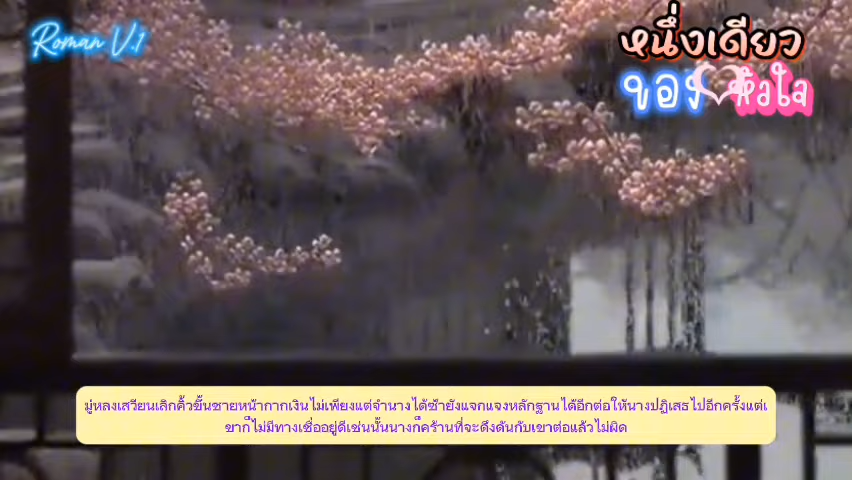 Roman V.1
หนึ่งเดียว
ของหัวใจ
มู่หลงเสวียนเลิกคิ้วขึ้นชายหน้ากากเงินไม่เพียงแต่จำนางได้ซ้ำยังแจกแจงหลักฐานได้อีกต่อให้นางปฏิเสธไปอีกครั้งแต่เ
ขาก็ไม่มีทางเชื่ออยู่ดีเช่นนั้นนางก็คร้านที่จะดึงดันกับเขาต่อแล้วไม่ผิด